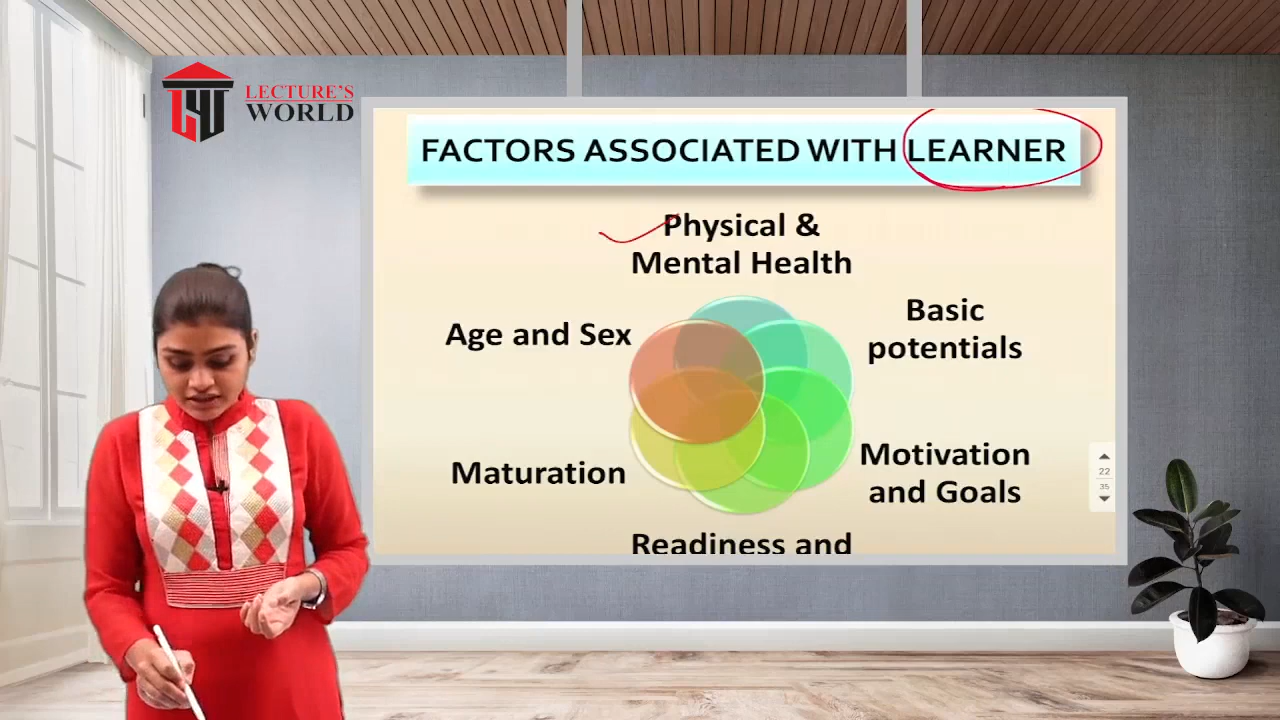 LECTURE'S
WORLD
FACTORS ASSOCIATED WITH LEARNER
Physical &
Mental Health
Age and Sex
Basic
potentials
Maturation
Motivation
and Goals
Readiness and
22
35